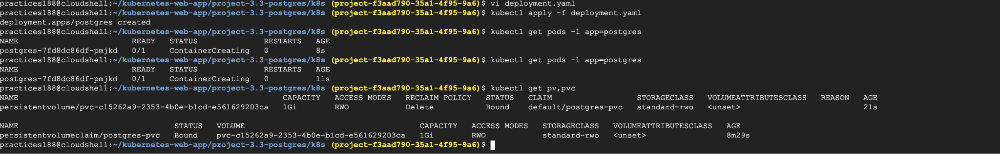 practices188@cloudshell:~/kubernetes-web-app/project-3.3-postgres/k8s (project-f3aad790-35a1-4f95-9a6)$ vi deployment.yaml
practices188@cloudshell:~/kubernetes-web-app/project-3.3-postgres/k8s (project-f3aad790-35a1-4f95-9a6)$ kubectl apply -f deployment.yaml
deployment.apps/postgres created
practices188@cloudshell:~/kubernetes-web-app/project-3.3-postgres/k8s (project-f3aad790-35a1-4f95-9a6)$ kubectl get pods -l app=postgres
NAME READY STATUS RESTARTS AGE
postgres-7fd8dc86df-pmjkd 0/1 ContainerCreating 0 8s
practices188@cloudshell:~/kubernetes-web-app/project-3.3-postgres/k8s (project-f3aad790-35a1-4f95-9a6)$ kubectl get pods -l app=postgres
NAME READY STATUS RESTARTS AGE
postgres-7fd8dc86df-pmjkd 0/1 ContainerCreating 0 11s
practices188@cloudshell:~/kubernetes-web-app/project-3.3-postgres/k8s (project-f3aad790-35a1-4f95-9a6)$ kubectl get pv,pvc
NAME CAPACITY ACCESS MODES RECLAIM POLICY STATUS CLAIM STORAGECLASS VOLUMEATTRIBUTESCLASS REASON AGE
persistentvolume/pvc-c15262a9-2353-4b0e-b1cd-e561629203ca 1Gi RWO Delete Bound default/postgres-pvc standard-rwo <unset> 21s
NAME STATUS VOLUME CAPACITY ACCESS MODES STORAGECLASS VOLUMEATTRIBUTESCLASS AGE
persistentvolumeclaim/postgres-pvc Bound pvc-c15262a9-2353-4b0e-b1cd-e561629203ca 1Gi RWO standard-rwo <unset> 8m29s
practices188@cloudshell:~/kubernetes-web-app/project-3.3-postgres/k8s (project-f3aad790-35a1-4f95-9a6)$